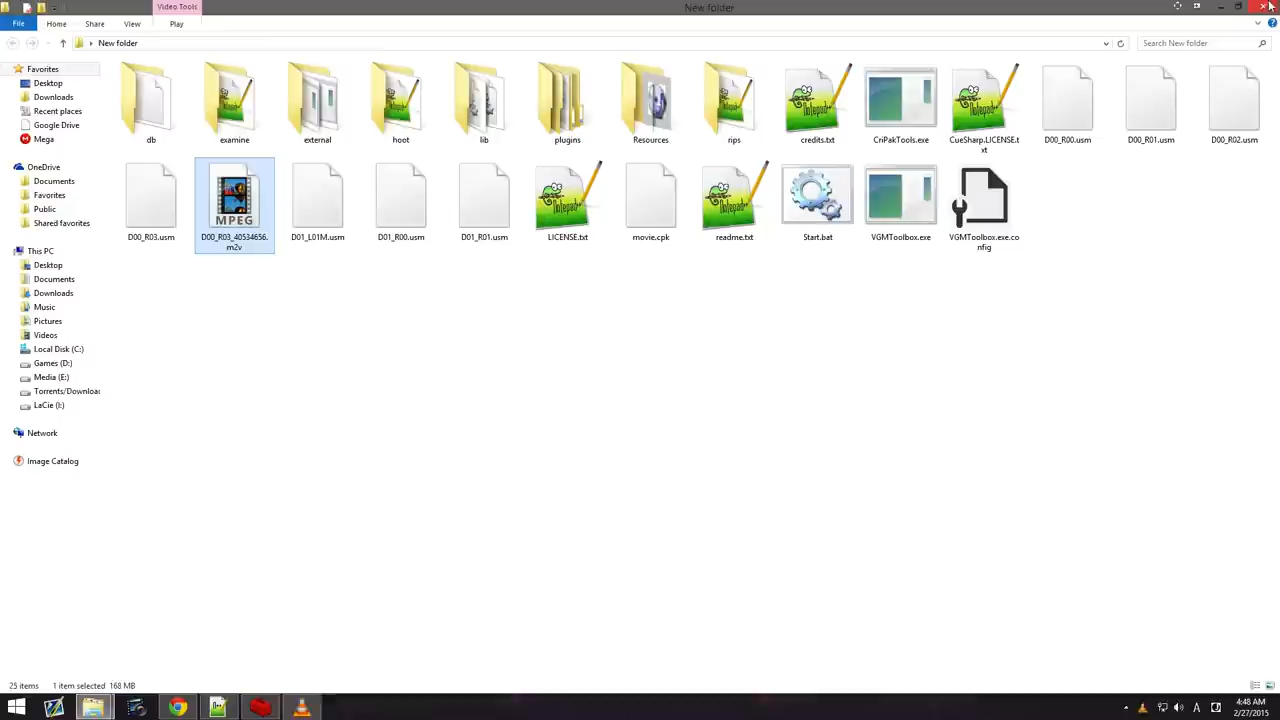 New folder
Video Tools
File
Home
Share
View
Play
New folder
Search New folder
Favorites
Desktop
Downloads
Recent places
Google Drive
Mega
OneDrive
Documents
Favorites
Public
Shared favorites
This PC
Desktop
Documents
Downloads
Music
Pictures
Videos
Local Disk (C:)
Games (D:)
Media (E:)
Torrents/Downloa
LaCie (I:)
Network
Image Catalog
db
examine
external
hoot
lib
plugins
Resources
rips
credits.txt
CriPakTools.exe
CueSharp.LICENSE.t
xt
D00_R00.usm
D00_R01.usm
D00_R02.usm
D00_R03.usm
MPEG
D00_R03_40534656.
m2v
D01_L01M.usm
D01_R00.usm
D01_R01.usm
LICENSE.txt
movie.cpk
readme.txt
Start.bat
VGMToolbox.exe
VGMToolbox.exe.co
nfig
25 items
1 item selected 168 MB
4:48 AM
2/27/2015